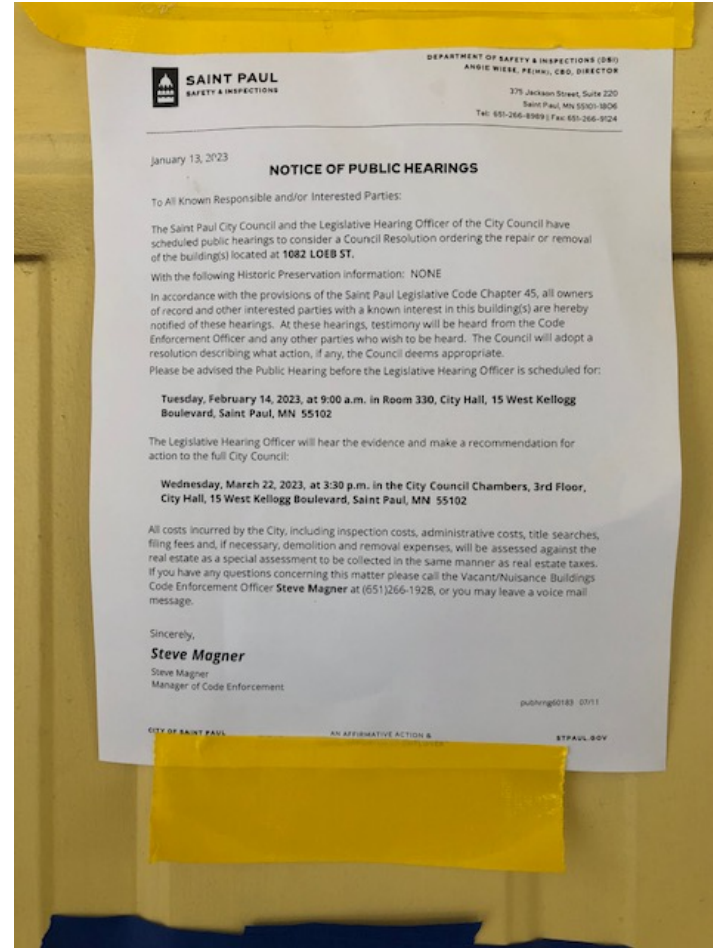 SAINT PAUL
SAFETY & INSPECTIONS
DEPARTMENT OF SAFETY & INSPECTIONS (DSI)
ANGIE WIESE, PE(MN), CBO, DIRECTOR
375 Jackson Street, Suite 220
Saint Paul, MN 55101-1806
Tel: 651-266-8989 | Fax: 651-266-9124
January 13, 2023
NOTICE OF PUBLIC HEARINGS
To All Known Responsible and/or Interested Parties:
The Saint Paul City Council and the Legislative Hearing Officer of the City Council have
scheduled public hearings to consider a Council Resolution ordering the repair or removal
of the building(s) located at 1082 LOEB ST.
With the following Historic Preservation information: NONE
In accordance with the provisions of the Saint Paul Legislative Code Chapter 45, all owners
of record and other interested parties with a known interest in this building(s) are hereby
notified of these hearings. At these hearings, testimony will be heard from the Code
Enforcement Officer and any other parties who wish to be heard. The Council will adopt a
resolution describing what action, if any, the Council deems appropriate.
Please be advised the Public Hearing before the Legislative Hearing Officer is scheduled for:
Tuesday, February 14, 2023, at 9:00 a.m. in Room 330, City Hall, 15 West Kellogg
Boulevard, Saint Paul, MN 55102
The Legislative Hearing Officer will hear the evidence and make a recommendation for
action to the full City Council:
Wednesday, March 22, 2023, at 3:30 p.m. in the City Council Chambers, 3rd Floor,
City Hall, 15 West Kellogg Boulevard, Saint Paul, MN 55102
All costs incurred by the City, including inspection costs, administrative costs, title searches,
filing fees and, if necessary, demolition and removal expenses, will be assessed against the
real estate as a special assessment to be collected in the same manner as real estate taxes.
If you have any questions concerning this matter please call the Vacant/Nuisance Buildings
Code Enforcement Officer Steve Magner at (651)266-1928, or you may leave a voice mail
message.
Sincerely,
Steve Magner
Steve Magner
Manager of Code Enforcement
pubhrng60183 07/11
CITY OF SAINT PAUL
AN AFFIRMATIVE ACTION &
STPAUL.GOV